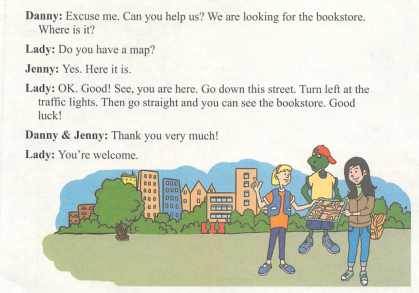 Danny: Excuse me. Can you help us? We are looking for the bookstore.
Where is it?
Lady: Do you have a map?
Jenny: Yes. Here it is.
Lady: OK. Good! See, you are here. Go down this street. Turn left at the
traffic lights. Then go straight and you can see the bookstore. Good
luck!
Danny & Jenny: Thank you very much!
Lady: You're welcome.